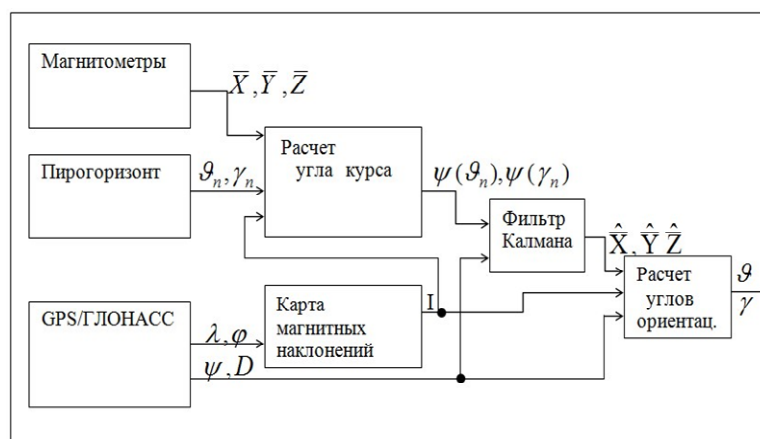 Магнитометры
X̅, Y̅, Z̅
Пирогоризонт
ϑₙ, γₙ
Расчет
угла курса
ψ(ϑₙ), ψ(γₙ)
Фильтр
Калмана
X̅̂, Y̅̂ Z̅̂
Расчет
углов
ориентац.
ϑ
γ
GPS/ГЛОНАСС
λ, φ
ψ, D
Карта
магнитных
наклонений
I